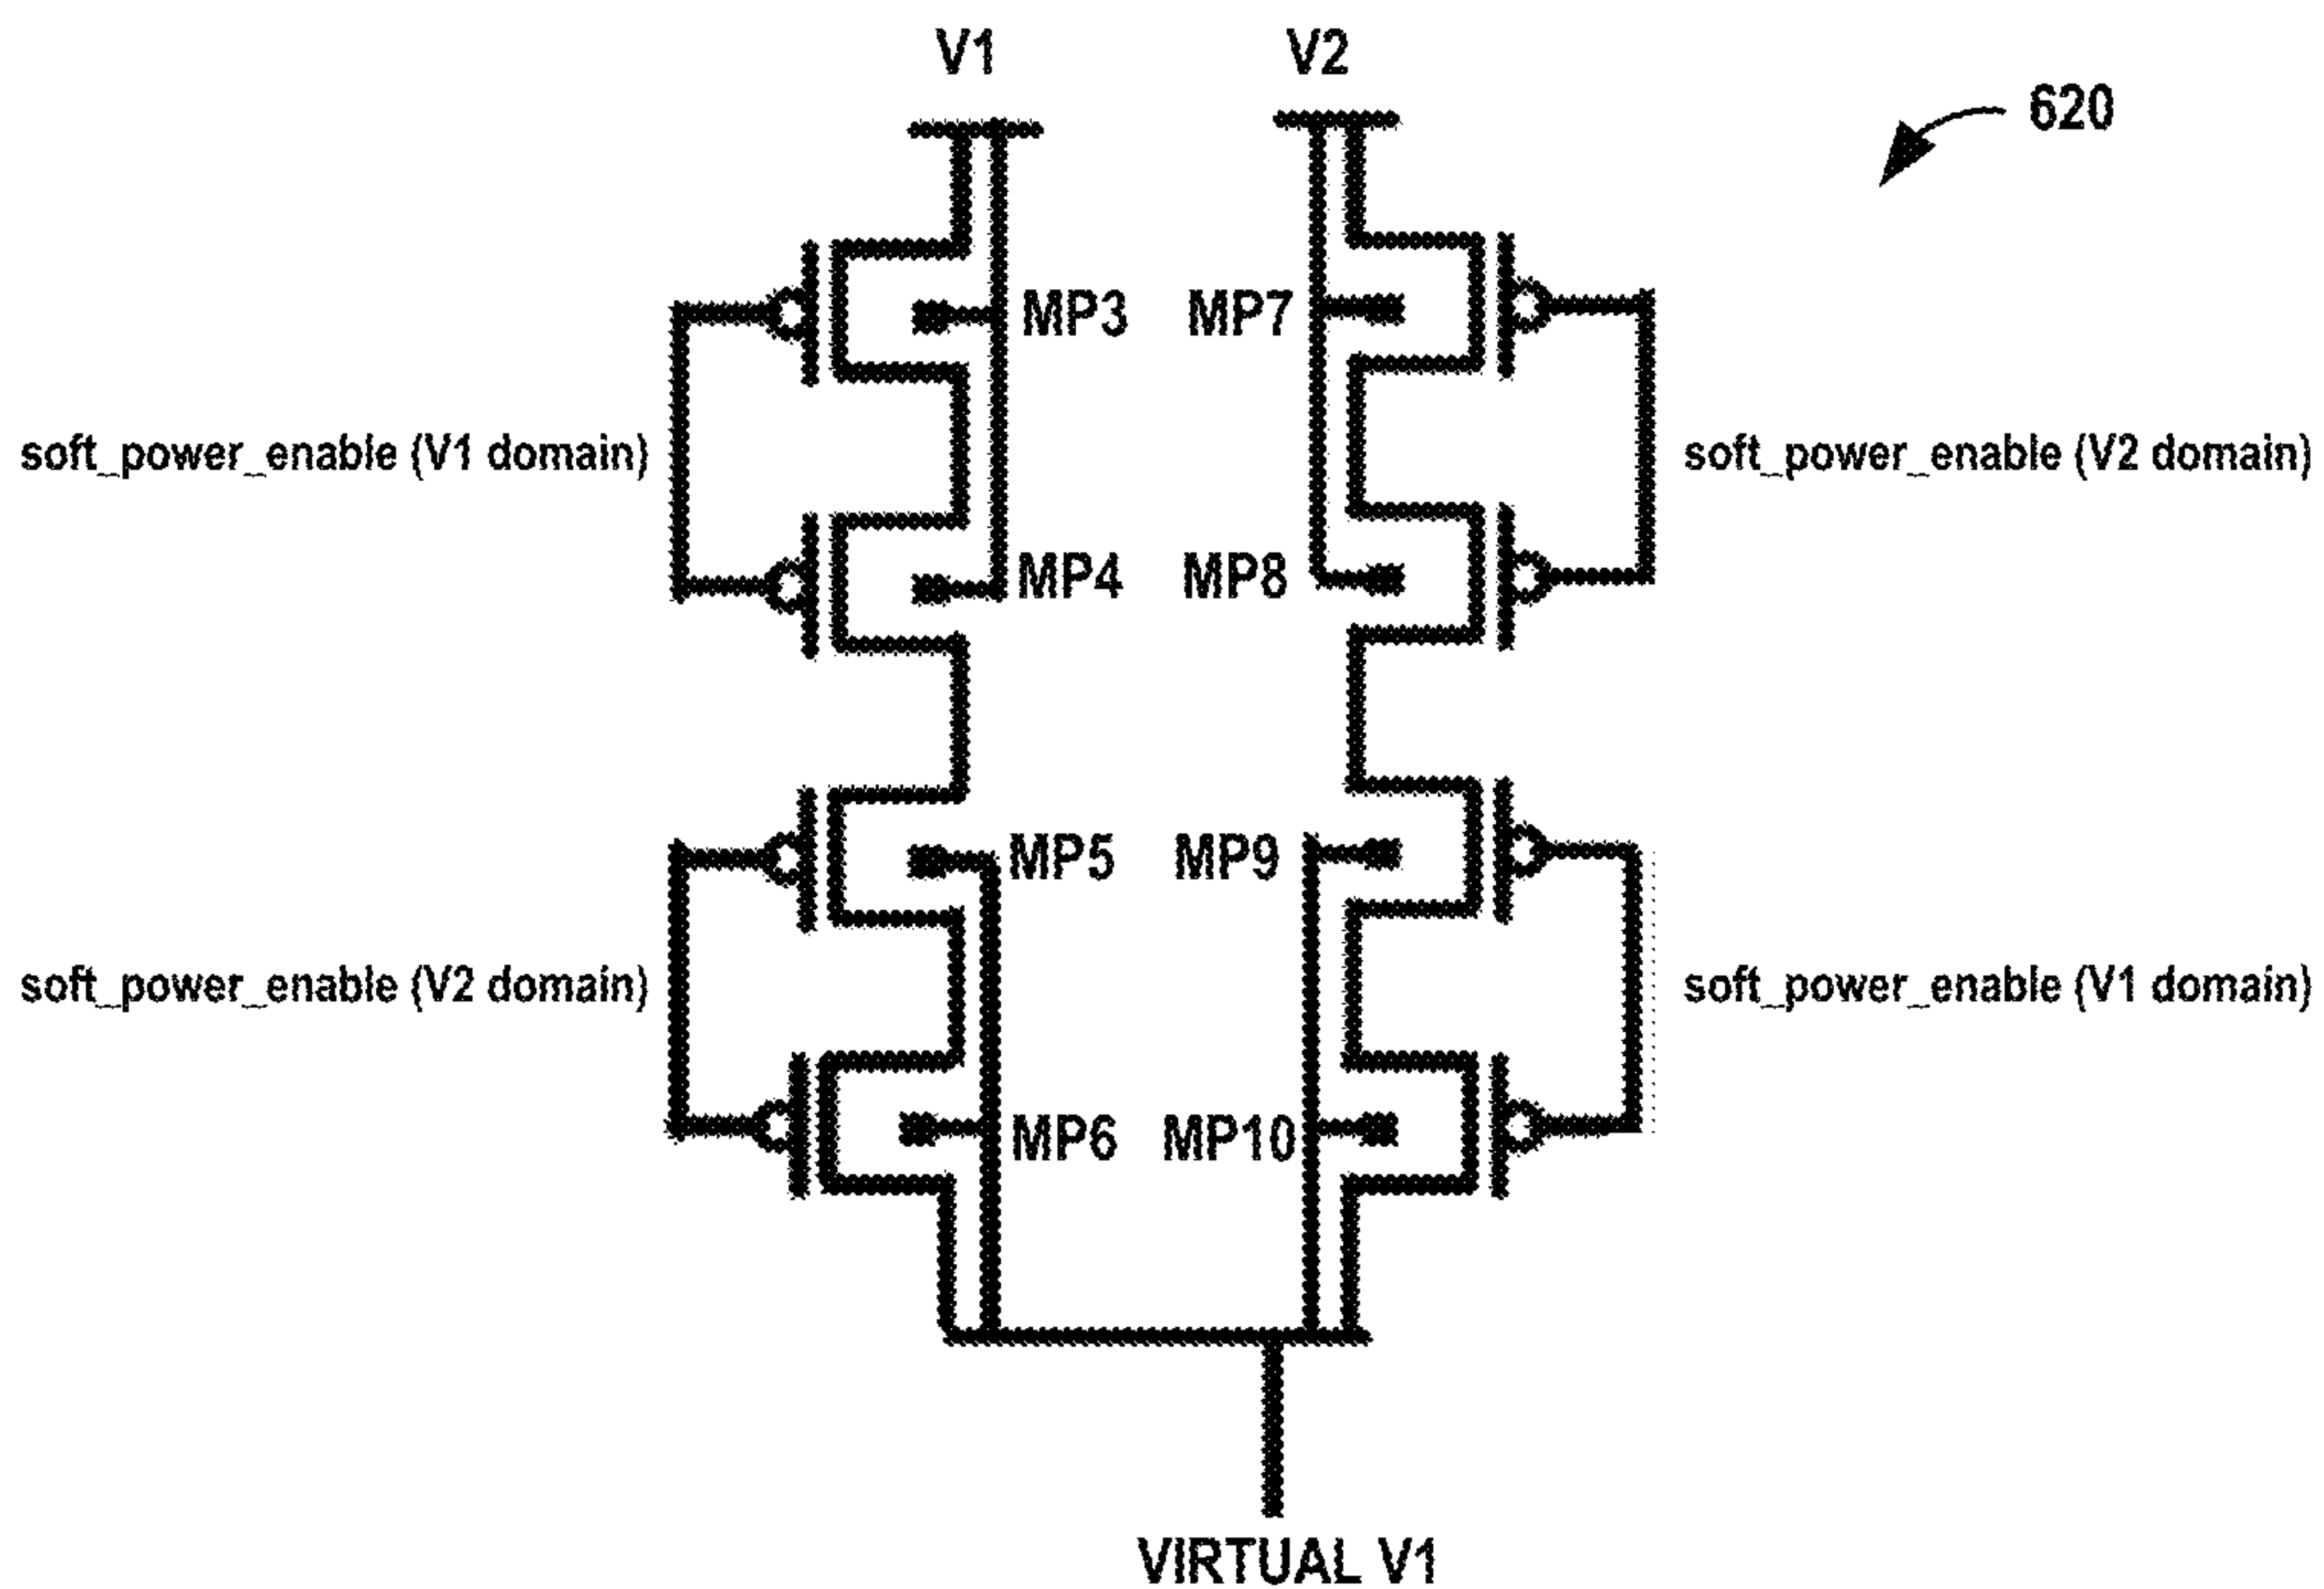 V1 V2
620
MP3 MP7
soft_power_enable (V1 domain) soft_power_enable (V2 domain)
MP4 MP8
MP5 MP9
soft_power_enable (V2 domain) soft_power_enable (V1 domain)
MP6 MP10
VIRTUAL V1